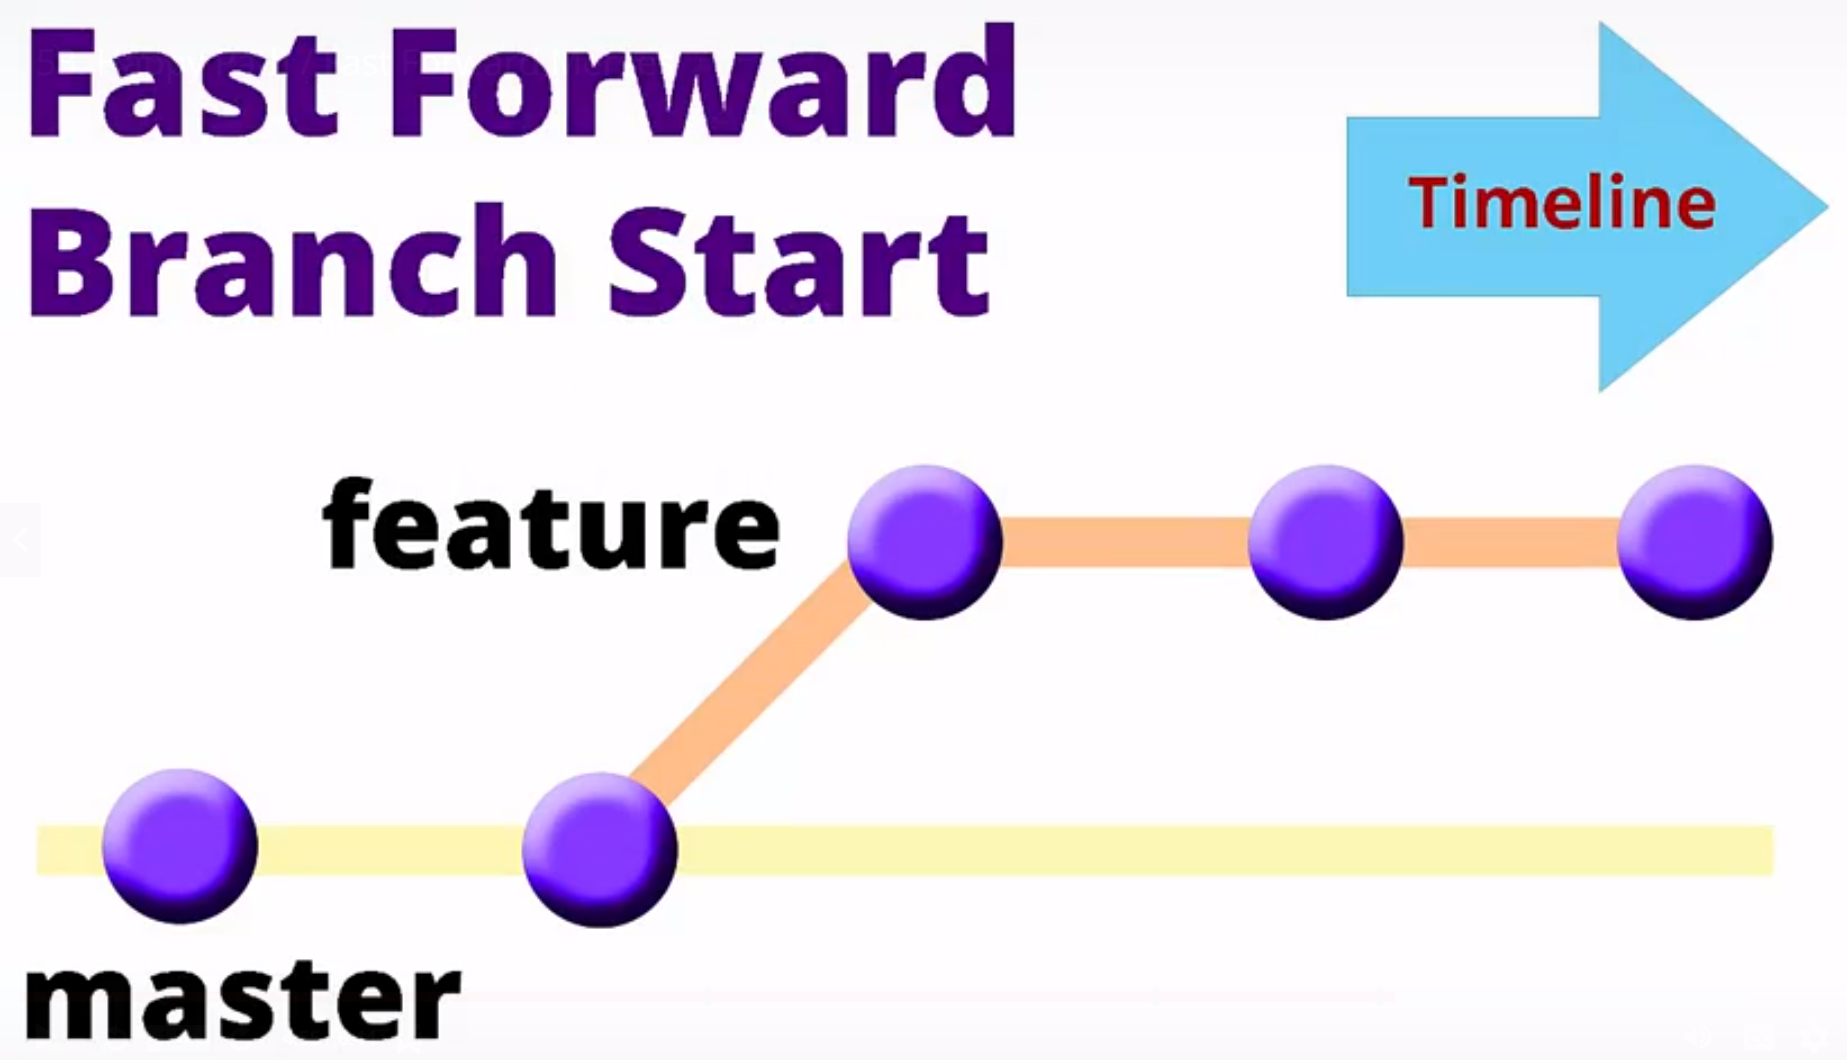 Fast Forward
Branch Start
Timeline
feature
master